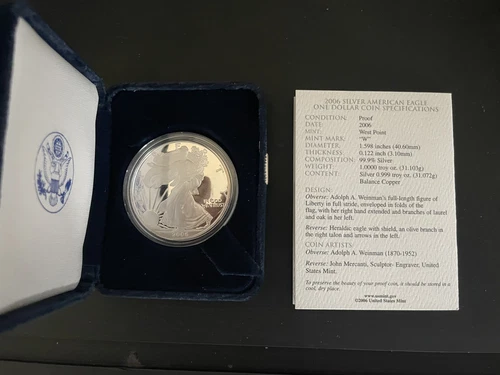 2006 SILVER AMERICAN EAGLE
ONE DOLLAR COIN SPECIFICATIONS
CONDITION: Proof
DATE: 2006
MINT: West Point
MINT MARK: "W"
DIAMETER: 1.598 inches (40.60mm)
THICKNESS: 0.122 inch (3.10mm)
COMPOSITION: 99.9% Silver
WEIGHT: 1.0000 troy oz. (31.103g)
CONTENT: Silver 0.999 troy oz. (31.072g)
Balance Copper
DESIGN:
Obverse: Adolph A. Weinman's full-length figure of
Liberty in full stride, enveloped in folds of the
flag, with her right hand extended and branches of laurel
and oak in her left.
Reverse: Heraldic eagle with shield, an olive branch in
the right talon and arrows in the left.
COIN ARTISTS:
Obverse: Adolph A. Weinman (1870-1952)
Reverse: John Mercanti, Sculptor- Engraver, United
States Mint.
To preserve the beauty of your proof coin, it should be stored in a
cool, dry place.
www.usmint.gov
©2006 United States Mint